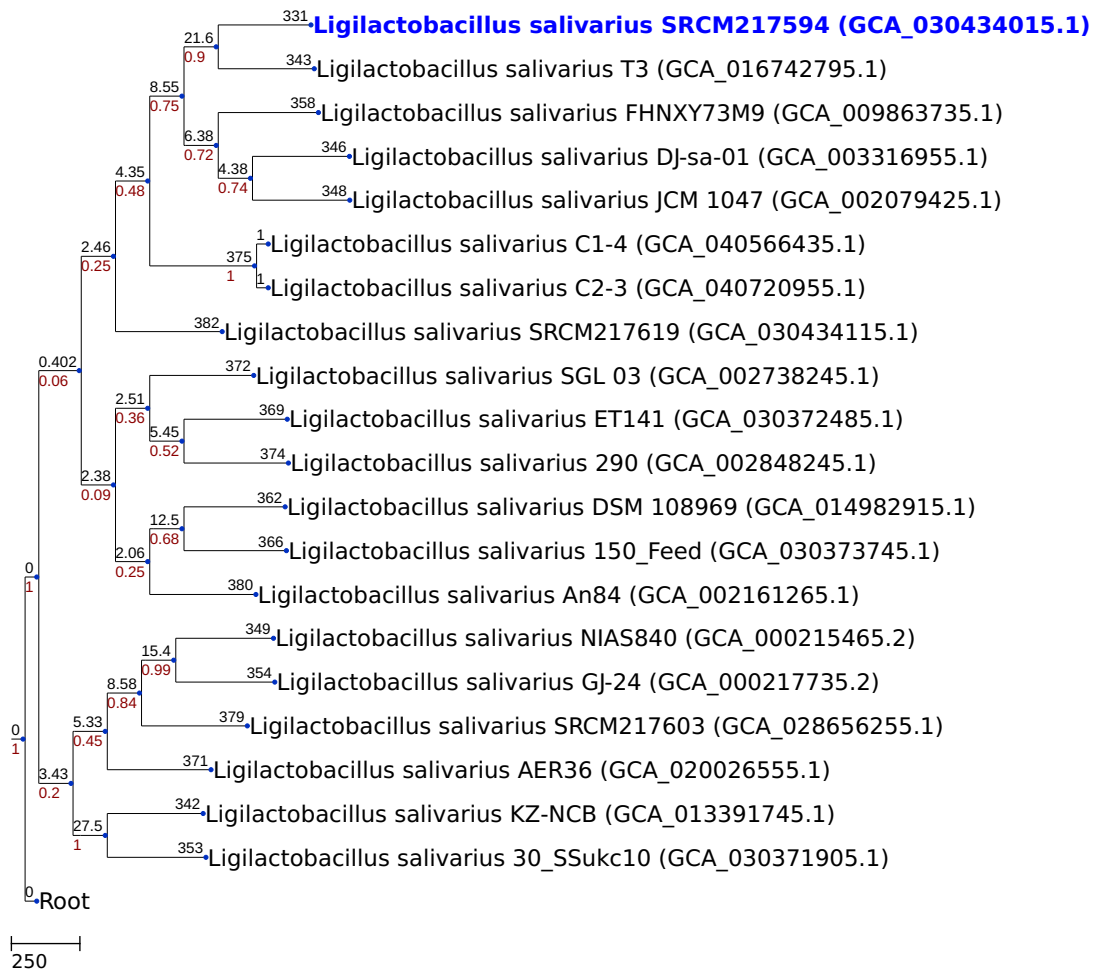 331
Ligilactobacillus salivarius SRCM217594 (GCA_030434015.1)
21.6
0.9
343
Ligilactobacillus salivarius T3 (GCA_016742795.1)
8.55
0.75
358
Ligilactobacillus salivarius FHNXY73M9 (GCA_009863735.1)
6.38
0.72
346
Ligilactobacillus salivarius DJ-sa-01 (GCA_003316955.1)
4.38
0.74
348
Ligilactobacillus salivarius JCM 1047 (GCA_002079425.1)
4.35
0.48
1
Ligilactobacillus salivarius C1-4 (GCA_040566435.1)
375
1
1
Ligilactobacillus salivarius C2-3 (GCA_040720955.1)
2.46
0.25
382
Ligilactobacillus salivarius SRCM217619 (GCA_030434115.1)
0.402
0.06
372
Ligilactobacillus salivarius SGL 03 (GCA_002738245.1)
2.51
0.36
369
Ligilactobacillus salivarius ET141 (GCA_030372485.1)
5.45
0.52
374
Ligilactobacillus salivarius 290 (GCA_002848245.1)
2.38
0.09
362
Ligilactobacillus salivarius DSM 108969 (GCA_014982915.1)
12.5
0.68
366
Ligilactobacillus salivarius 150_Feed (GCA_030373745.1)
2.06
0.25
380
Ligilactobacillus salivarius An84 (GCA_002161265.1)
0
1
349
Ligilactobacillus salivarius NIAS840 (GCA_000215465.2)
15.4
0.99
354
Ligilactobacillus salivarius GJ-24 (GCA_000217735.2)
8.58
0.84
379
Ligilactobacillus salivarius SRCM217603 (GCA_028656255.1)
5.33
0.45
371
Ligilactobacillus salivarius AER36 (GCA_020026555.1)
0
1
3.43
0.2
342
Ligilactobacillus salivarius KZ-NCB (GCA_013391745.1)
27.5
1
353
Ligilactobacillus salivarius 30_SSukc10 (GCA_030371905.1)
0
Root
250